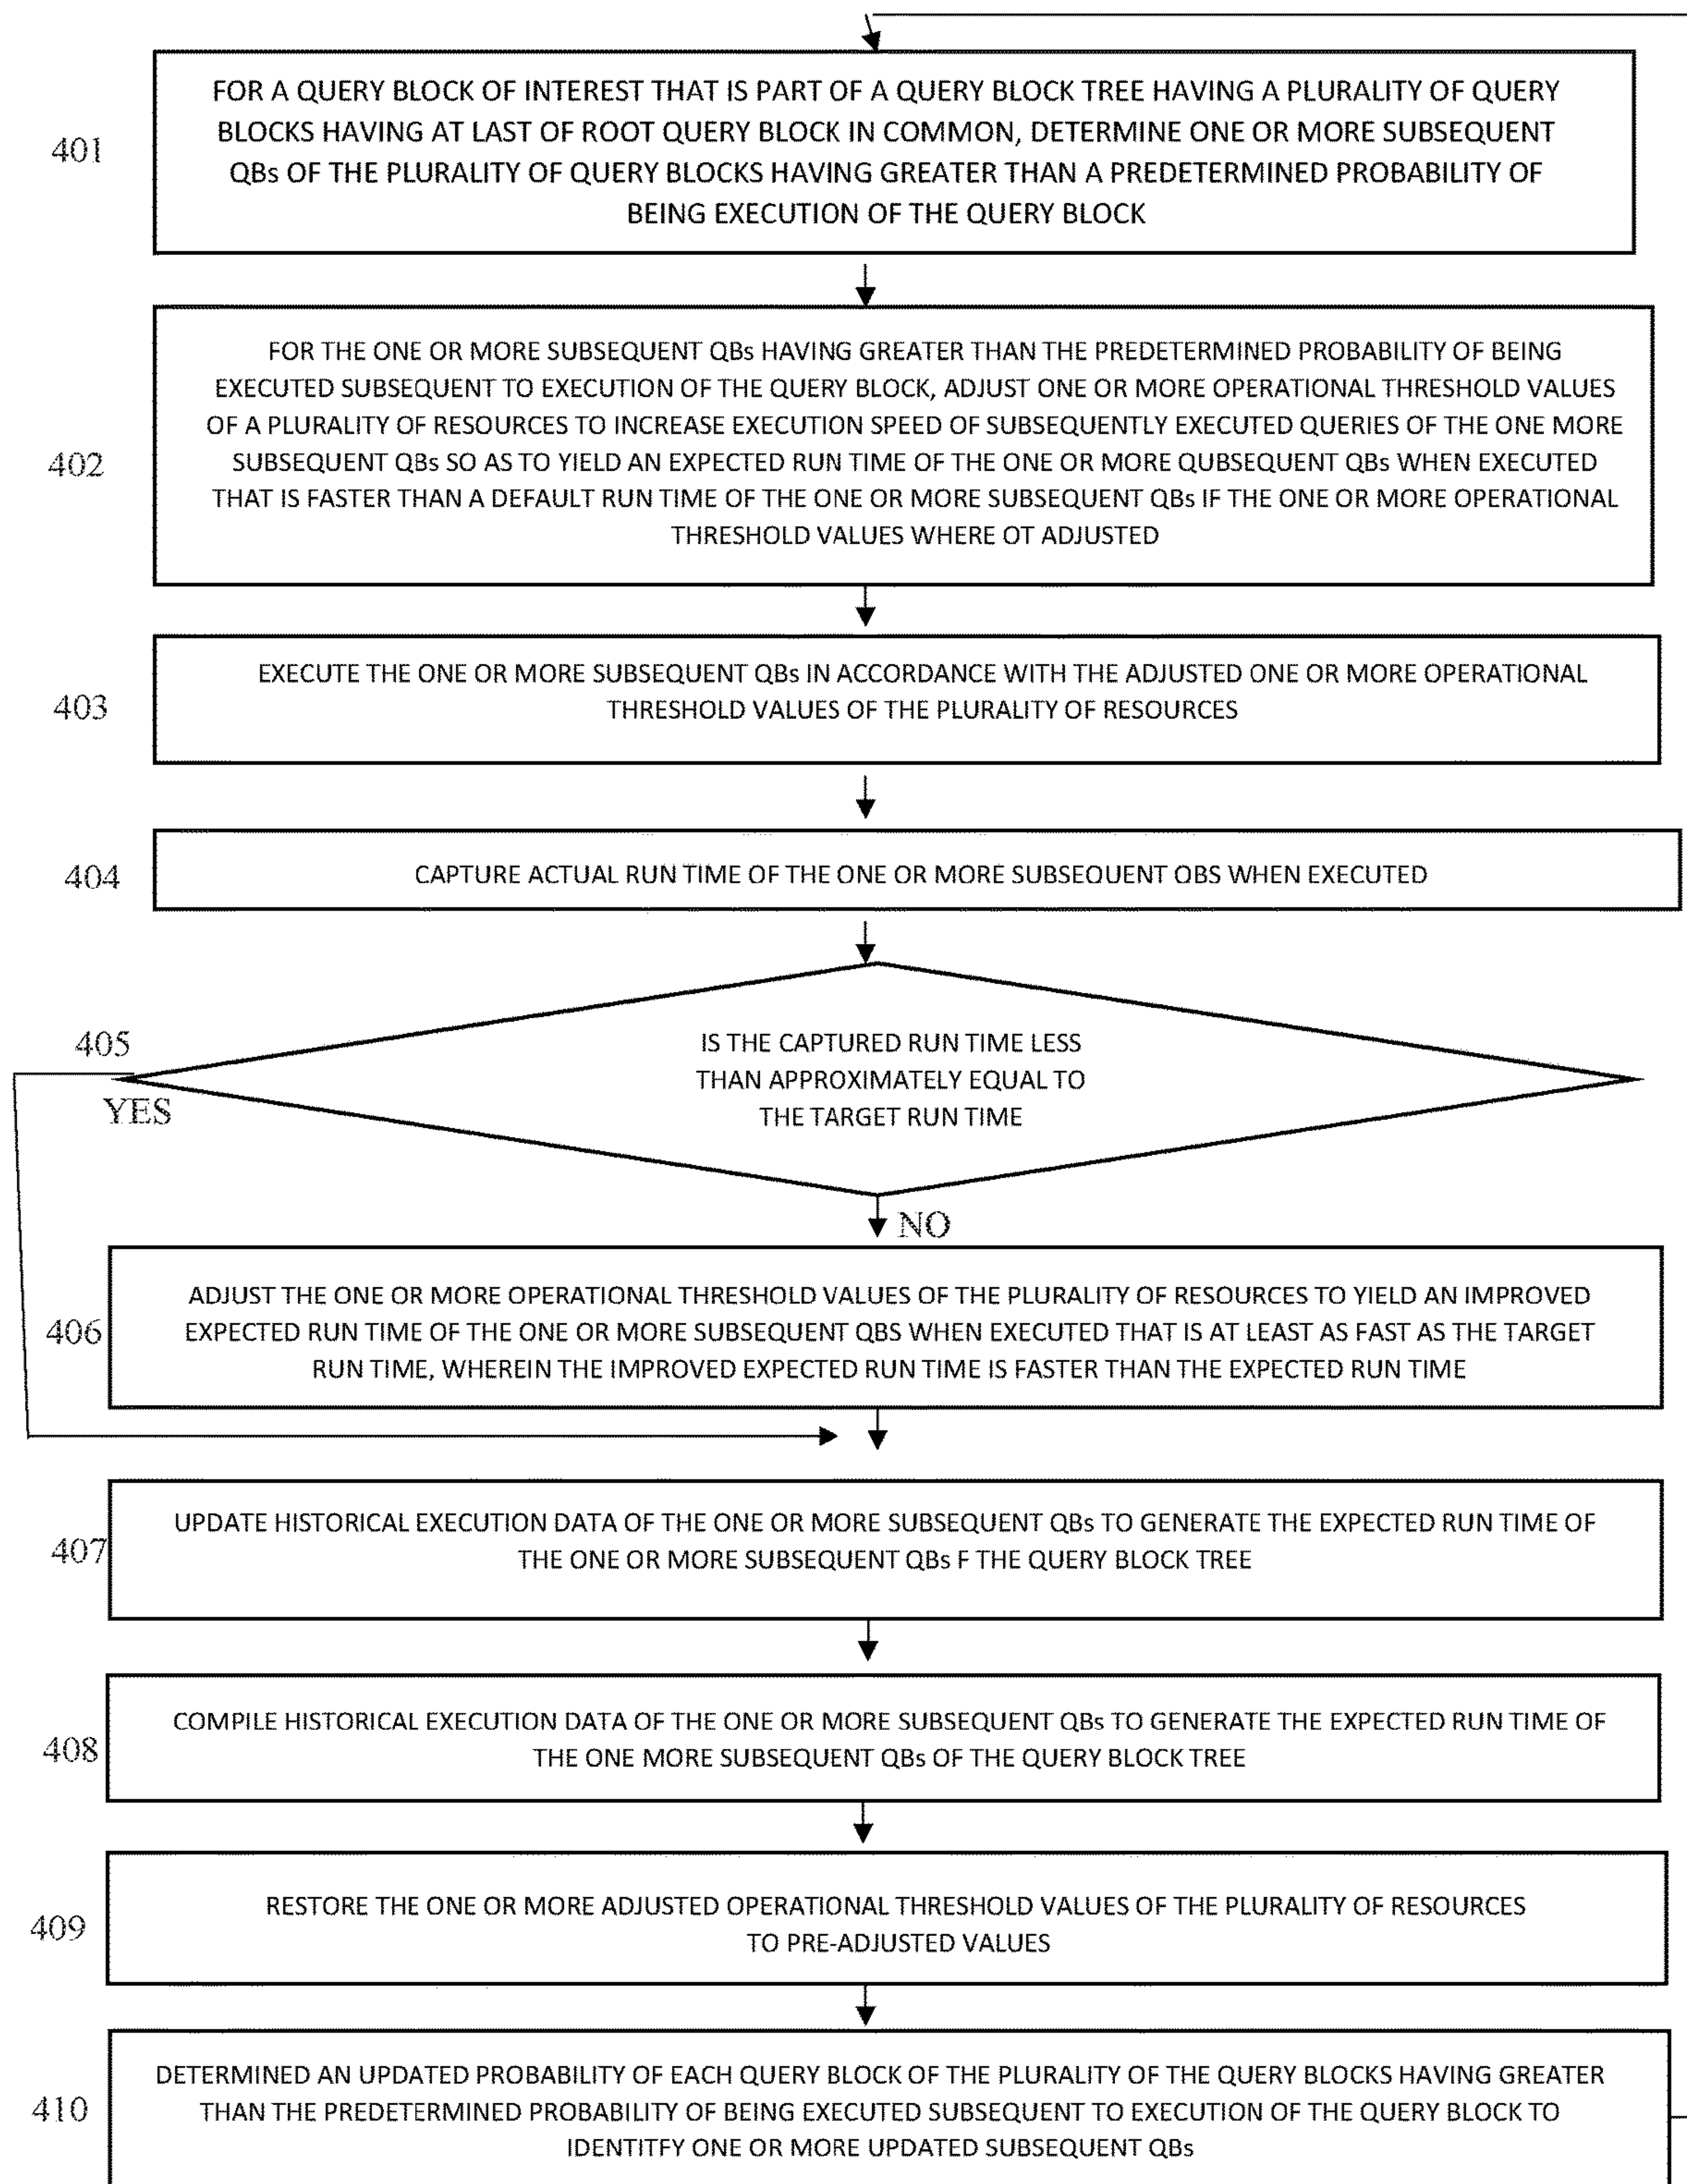 401
FOR A QUERY BLOCK OF INTEREST THAT IS PART OF A QUERY BLOCK TREE HAVING A PLURALITY OF QUERY
BLOCKS HAVING AT LAST OF ROOT QUERY BLOCK IN COMMON, DETERMINE ONE OR MORE SUBSEQUENT
QBs OF THE PLURALITY OF QUERY BLOCKS HAVING GREATER THAN A PREDETERMINED PROBABILITY OF
BEING EXECUTION OF THE QUERY BLOCK
402
FOR THE ONE OR MORE SUBSEQUENT QBs HAVING GREATER THAN THE PREDETERMINED PROBABILITY OF BEING
EXECUTED SUBSEQUENT TO EXECUTION OF THE QUERY BLOCK, ADJUST ONE OR MORE OPERATIONAL THRESHOLD VALUES
OF A PLURALITY OF RESOURCES TO INCREASE EXECUTION SPEED OF SUBSEQUENTLY EXECUTED QUERIES OF THE ONE MORE
SUBSEQUENT QBs SO AS TO YIELD AN EXPECTED RUN TIME OF THE ONE OR MORE QUBSEQUENT QBs WHEN EXECUTED
THAT IS FASTER THAN A DEFAULT RUN TIME OF THE ONE OR MORE SUBSEQUENT QBs IF THE ONE OR MORE OPERATIONAL
THRESHOLD VALUES WHERE OT ADJUSTED
403
EXECUTE THE ONE OR MORE SUBSEQUENT QBs IN ACCORDANCE WITH THE ADJUSTED ONE OR MORE OPERATIONAL
THRESHOLD VALUES OF THE PLURALITY OF RESOURCES
404
CAPTURE ACTUAL RUN TIME OF THE ONE OR MORE SUBSEQUENT QBS WHEN EXECUTED
405
IS THE CAPTURED RUN TIME LESS
THAN APPROXIMATELY EQUAL TO
THE TARGET RUN TIME
YES
NO
406
ADJUST THE ONE OR MORE OPERATIONAL THRESHOLD VALUES OF THE PLURALITY OF RESOURCES TO YIELD AN IMPROVED
EXPECTED RUN TIME OF THE ONE OR MORE SUBSEQUENT QBS WHEN EXECUTED THAT IS AT LEAST AS FAST AS THE TARGET
RUN TIME, WHEREIN THE IMPROVED EXPECTED RUN TIME IS FASTER THAN THE EXPECTED RUN TIME
407
UPDATE HISTORICAL EXECUTION DATA OF THE ONE OR MORE SUBSEQUENT QBs TO GENERATE THE EXPECTED RUN TIME OF
THE ONE OR MORE SUBSEQUENT QBs F THE QUERY BLOCK TREE
408
COMPILE HISTORICAL EXECUTION DATA OF THE ONE OR MORE SUBSEQUENT QBs TO GENERATE THE EXPECTED RUN TIME OF
THE ONE MORE SUBSEQUENT QBs OF THE QUERY BLOCK TREE
409
RESTORE THE ONE OR MORE ADJUSTED OPERATIONAL THRESHOLD VALUES OF THE PLURALITY OF RESOURCES
TO PRE-ADJUSTED VALUES
410
DETERMINED AN UPDATED PROBABILITY OF EACH QUERY BLOCK OF THE PLURALITY OF THE QUERY BLOCKS HAVING GREATER
THAN THE PREDETERMINED PROBABILITY OF BEING EXECUTED SUBSEQUENT TO EXECUTION OF THE QUERY BLOCK TO
IDENTITFY ONE OR MORE UPDATED SUBSEQUENT QBs